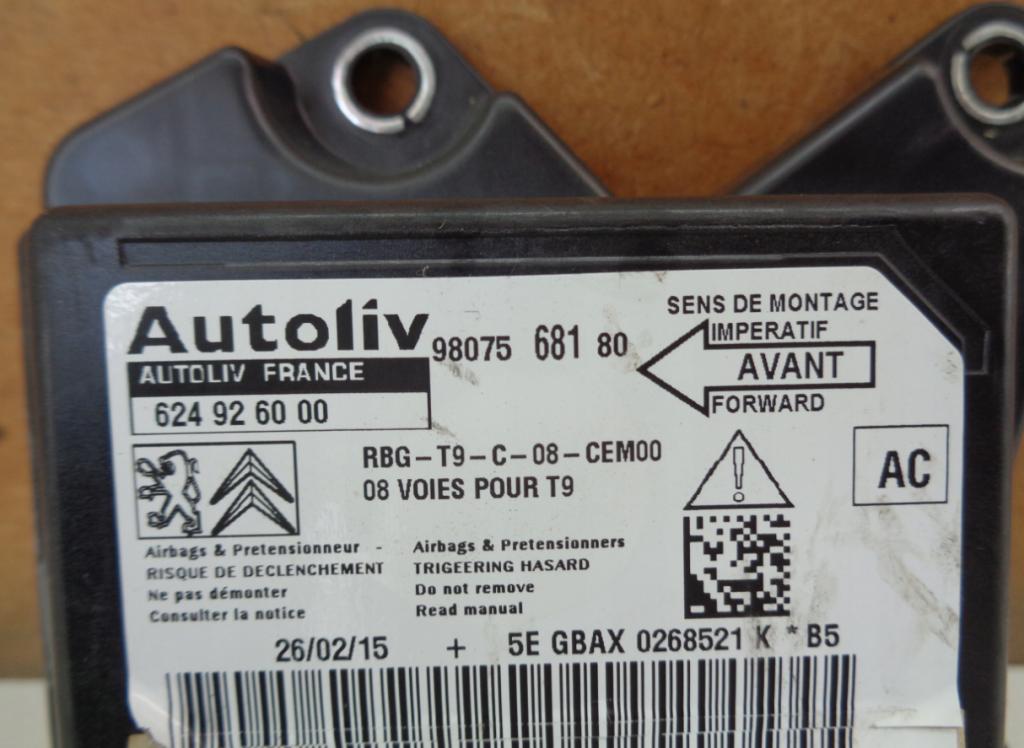 Autoliv
98075 681 80
AUTOLIV FRANCE
624 92 60 00
SENS DE MONTAGE
IMPERATIF
AVANT
FORWARD
RBG-T9-C-08-CEM00
08 VOIES POUR T9
AC
Airbags & Pretensionneur -
RISQUE DE DECLENCHEMENT
Ne pas démonter
Consulter la notice
Airbags & Pretensionners
TRIGEERING HASARD
Do not remove
Read manual
26/02/15 + 5E GBAX 0268521 K * B5